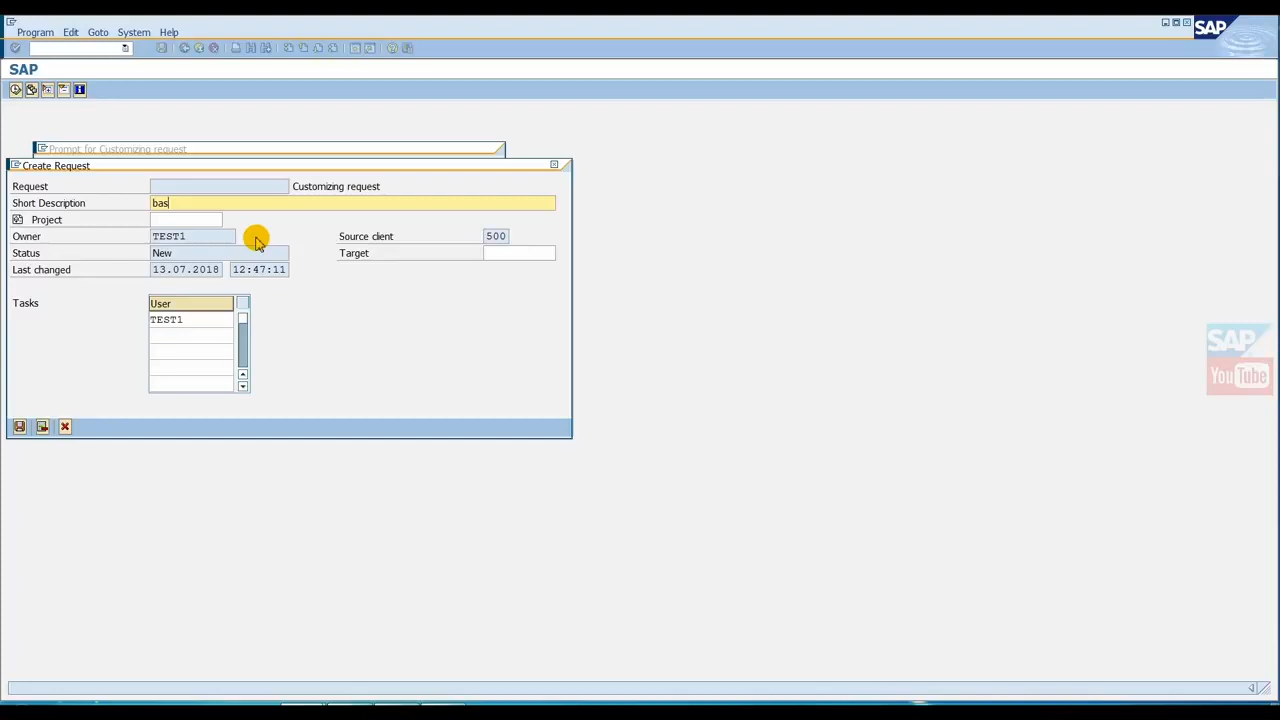 Program Edit Goto System Help
SAP
SAP
Prompt for Customizing request
Create Request
Request Customizing request
Short Description bas
Project
Owner TEST1 Source client 500
Status New Target
Last changed 13.07.2018 12:47:11
Tasks User
TEST1
SAP
YouTube